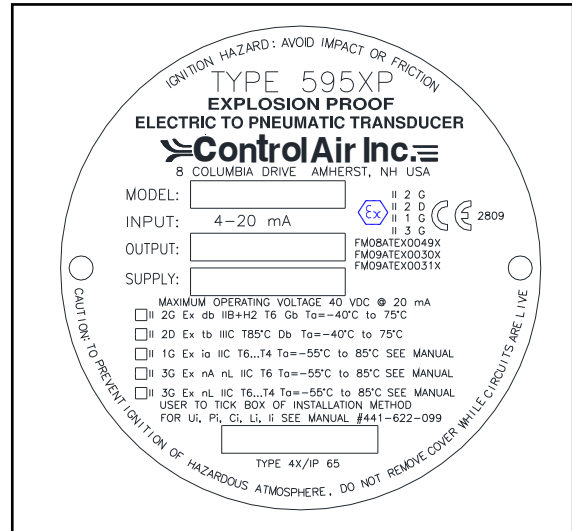 IGNITION HAZARD: AVOID IMPACT OR FRICTION
TYPE 595XP
EXPLOSION PROOF
ELECTRIC TO PNEUMATIC TRANSDUCER
ControlAir Inc.
8 COLUMBIA DRIVE AMHERST, NH USA
MODEL:
INPUT: 4-20 mA
OUTPUT:
SUPPLY:
Ex
II 2 G
II 2 D
II 1 G
II 3 G
CE 2809
FM08ATEX0049X
FM09ATEX0030X
FM09ATEX0031X
MAXIMUM OPERATING VOLTAGE 40 VDC @ 20 mA
II 2G Ex db IIB+H2 T6 Gb Ta=-40°C to 75°C
II 2D Ex tb IIIC T85°C Db Ta=-40°C to 75°C
II 1G Ex ia IIC T6...T4 Ta=-55°C to 85°C SEE MANUAL
II 3G Ex nA nL IIC T6 Ta=-55°C to 85°C SEE MANUAL
II 3G Ex nL IIC T6...T4 Ta=-55°C to 85°C SEE MANUAL
USER TO TICK BOX OF INSTALLATION METHOD
FOR Ui, Pi, Ci, Li, Ii SEE MANUAL #441-622-099
TYPE 4X/IP 65
CAUTION: TO PREVENT IGNITION OF HAZARDOUS ATMOSPHERE, DO NOT REMOVE COVER WHILE CIRCUITS ARE LIVE